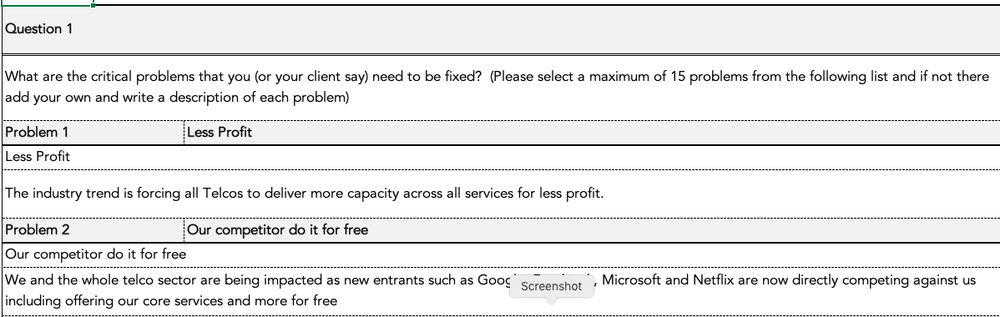 Question 1
What are the critical problems that you (or your client say) need to be fixed?  (Please select a maximum of 15 problems from the following list and if not there
add your own and write a description of each problem)
Problem 1 Less Profit
Less Profit
The industry trend is forcing all Telcos to deliver more capacity across all services for less profit.
Problem 2 Our competitor do it for free
Our competitor do it for free
We and the whole telco sector are being impacted as new entrants such as , Microsoft and Netflix are now directly competing against us
Screenshot
including offering our core services and more for free